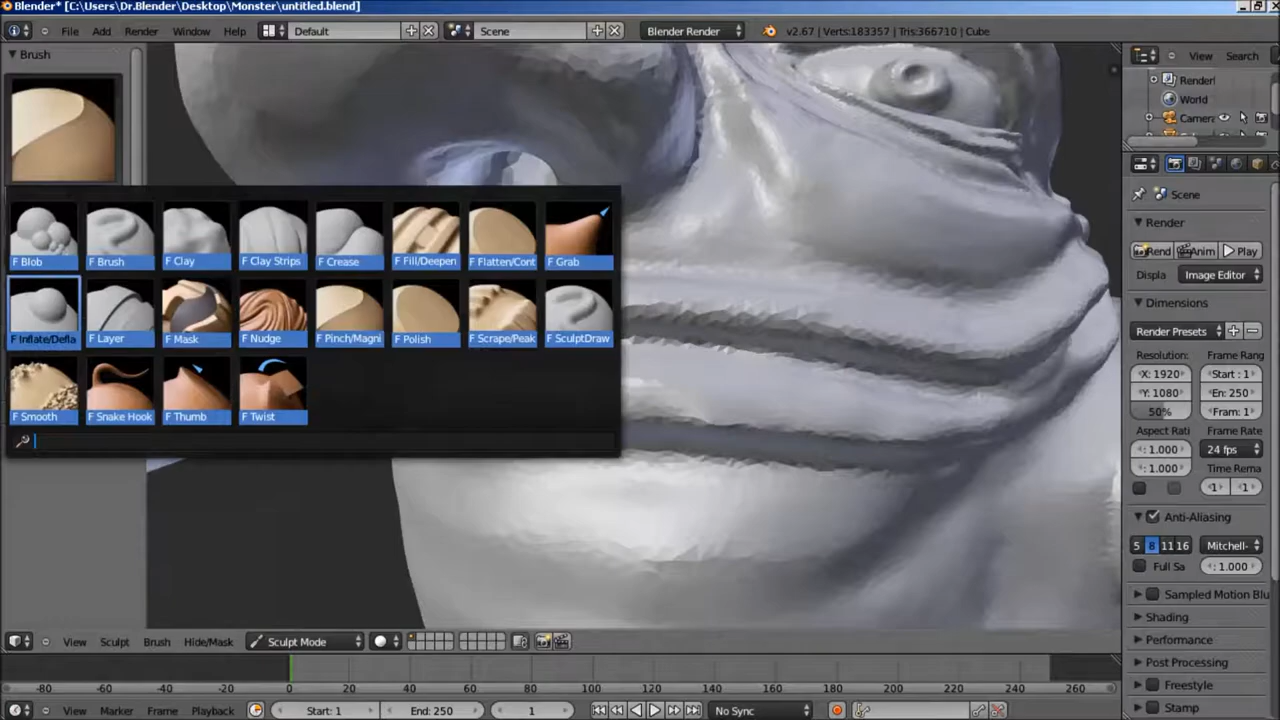 Blender* [C:\Users\Dr.Blender\Desktop\Monster\untitled.blend]
File Add Render Window Help Default Scene Blender Render v2.67 | Verts:183357 | Tris:366710 | Cube
View Search
Brush
Renderl
World
Camera
Scene
Render
Rend Anim Play
Displa Image Editor
Dimensions
Render Presets
Resolution: Frame Rang
X: 1920 Start : 1
Y: 1080 En: 250
50% Fram: 1
Aspect Rati Frame Rate
: 1.000 24 fps
: 1.000 Time Rema
1 1
Anti-Aliasing
5 8 11 16 Mitchell-
Full Sa : 1.000
Sampled Motion Blu
Shading
Performance
Post Processing
Freestyle
Stamp
F Blob F Brush F Clay F Clay Strips F Crease F Fill/Deepen F Flatten/Cont F Grab
F Inflate/Defla F Layer F Mask F Nudge F Pinch/Magni F Polish F Scrape/Peak F SculptDraw
F Smooth F Snake Hook F Thumb F Twist
View Sculpt Brush Hide/Mask Sculpt Mode
-80 -60 -40 -20 0 20 40 60 80 100 120 140 160 180 200 220 240 260
View Marker Frame Playback Start: 1 End: 250 1 No Sync